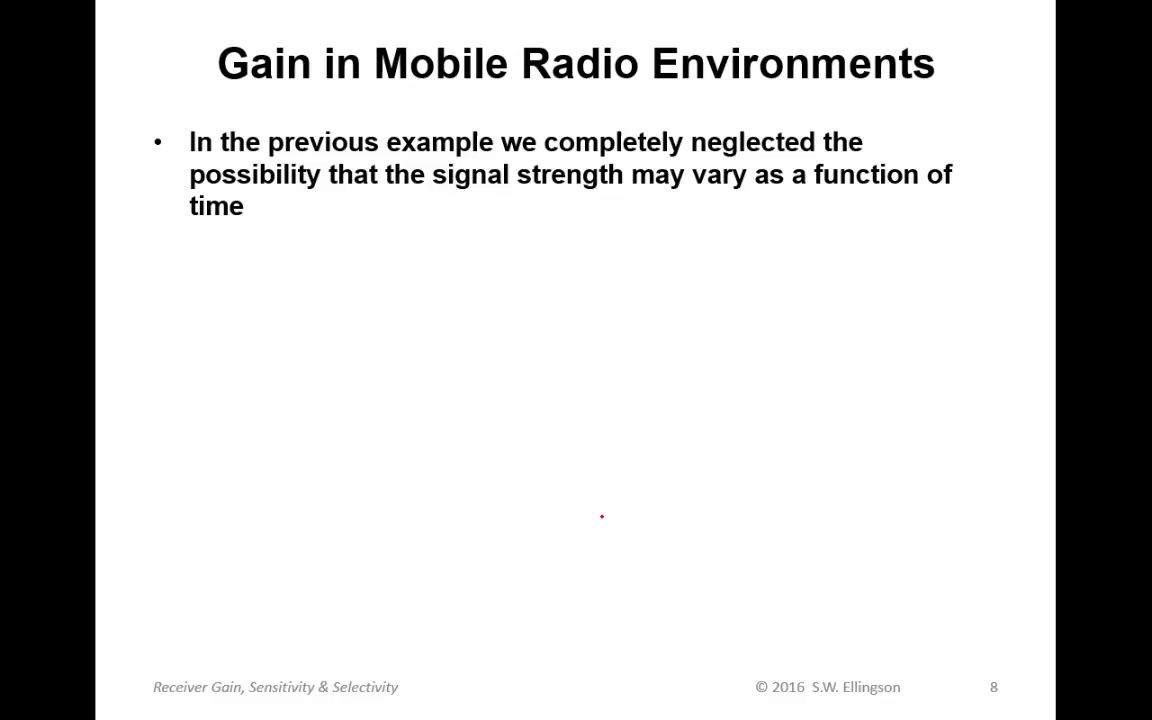 Gain in Mobile Radio Environments
• In the previous example we completely neglected the
possibility that the signal strength may vary as a function of
time
Receiver Gain, Sensitivity & Selectivity © 2016 S.W. Ellingson 8